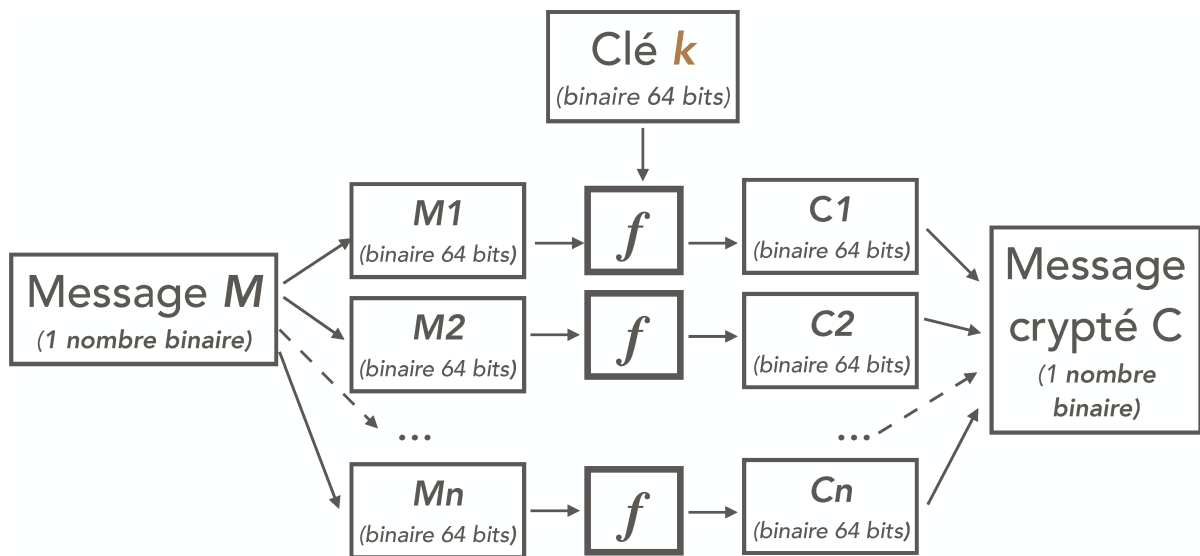 Clé k
(binaire 64 bits)
M1
(binaire 64 bits)
f
C1
(binaire 64 bits)
Message M
(1 nombre binaire)
M2
(binaire 64 bits)
f
C2
(binaire 64 bits)
Message
crypté C
(1 nombre
binaire)
...
...
Mn
(binaire 64 bits)
f
Cn
(binaire 64 bits)